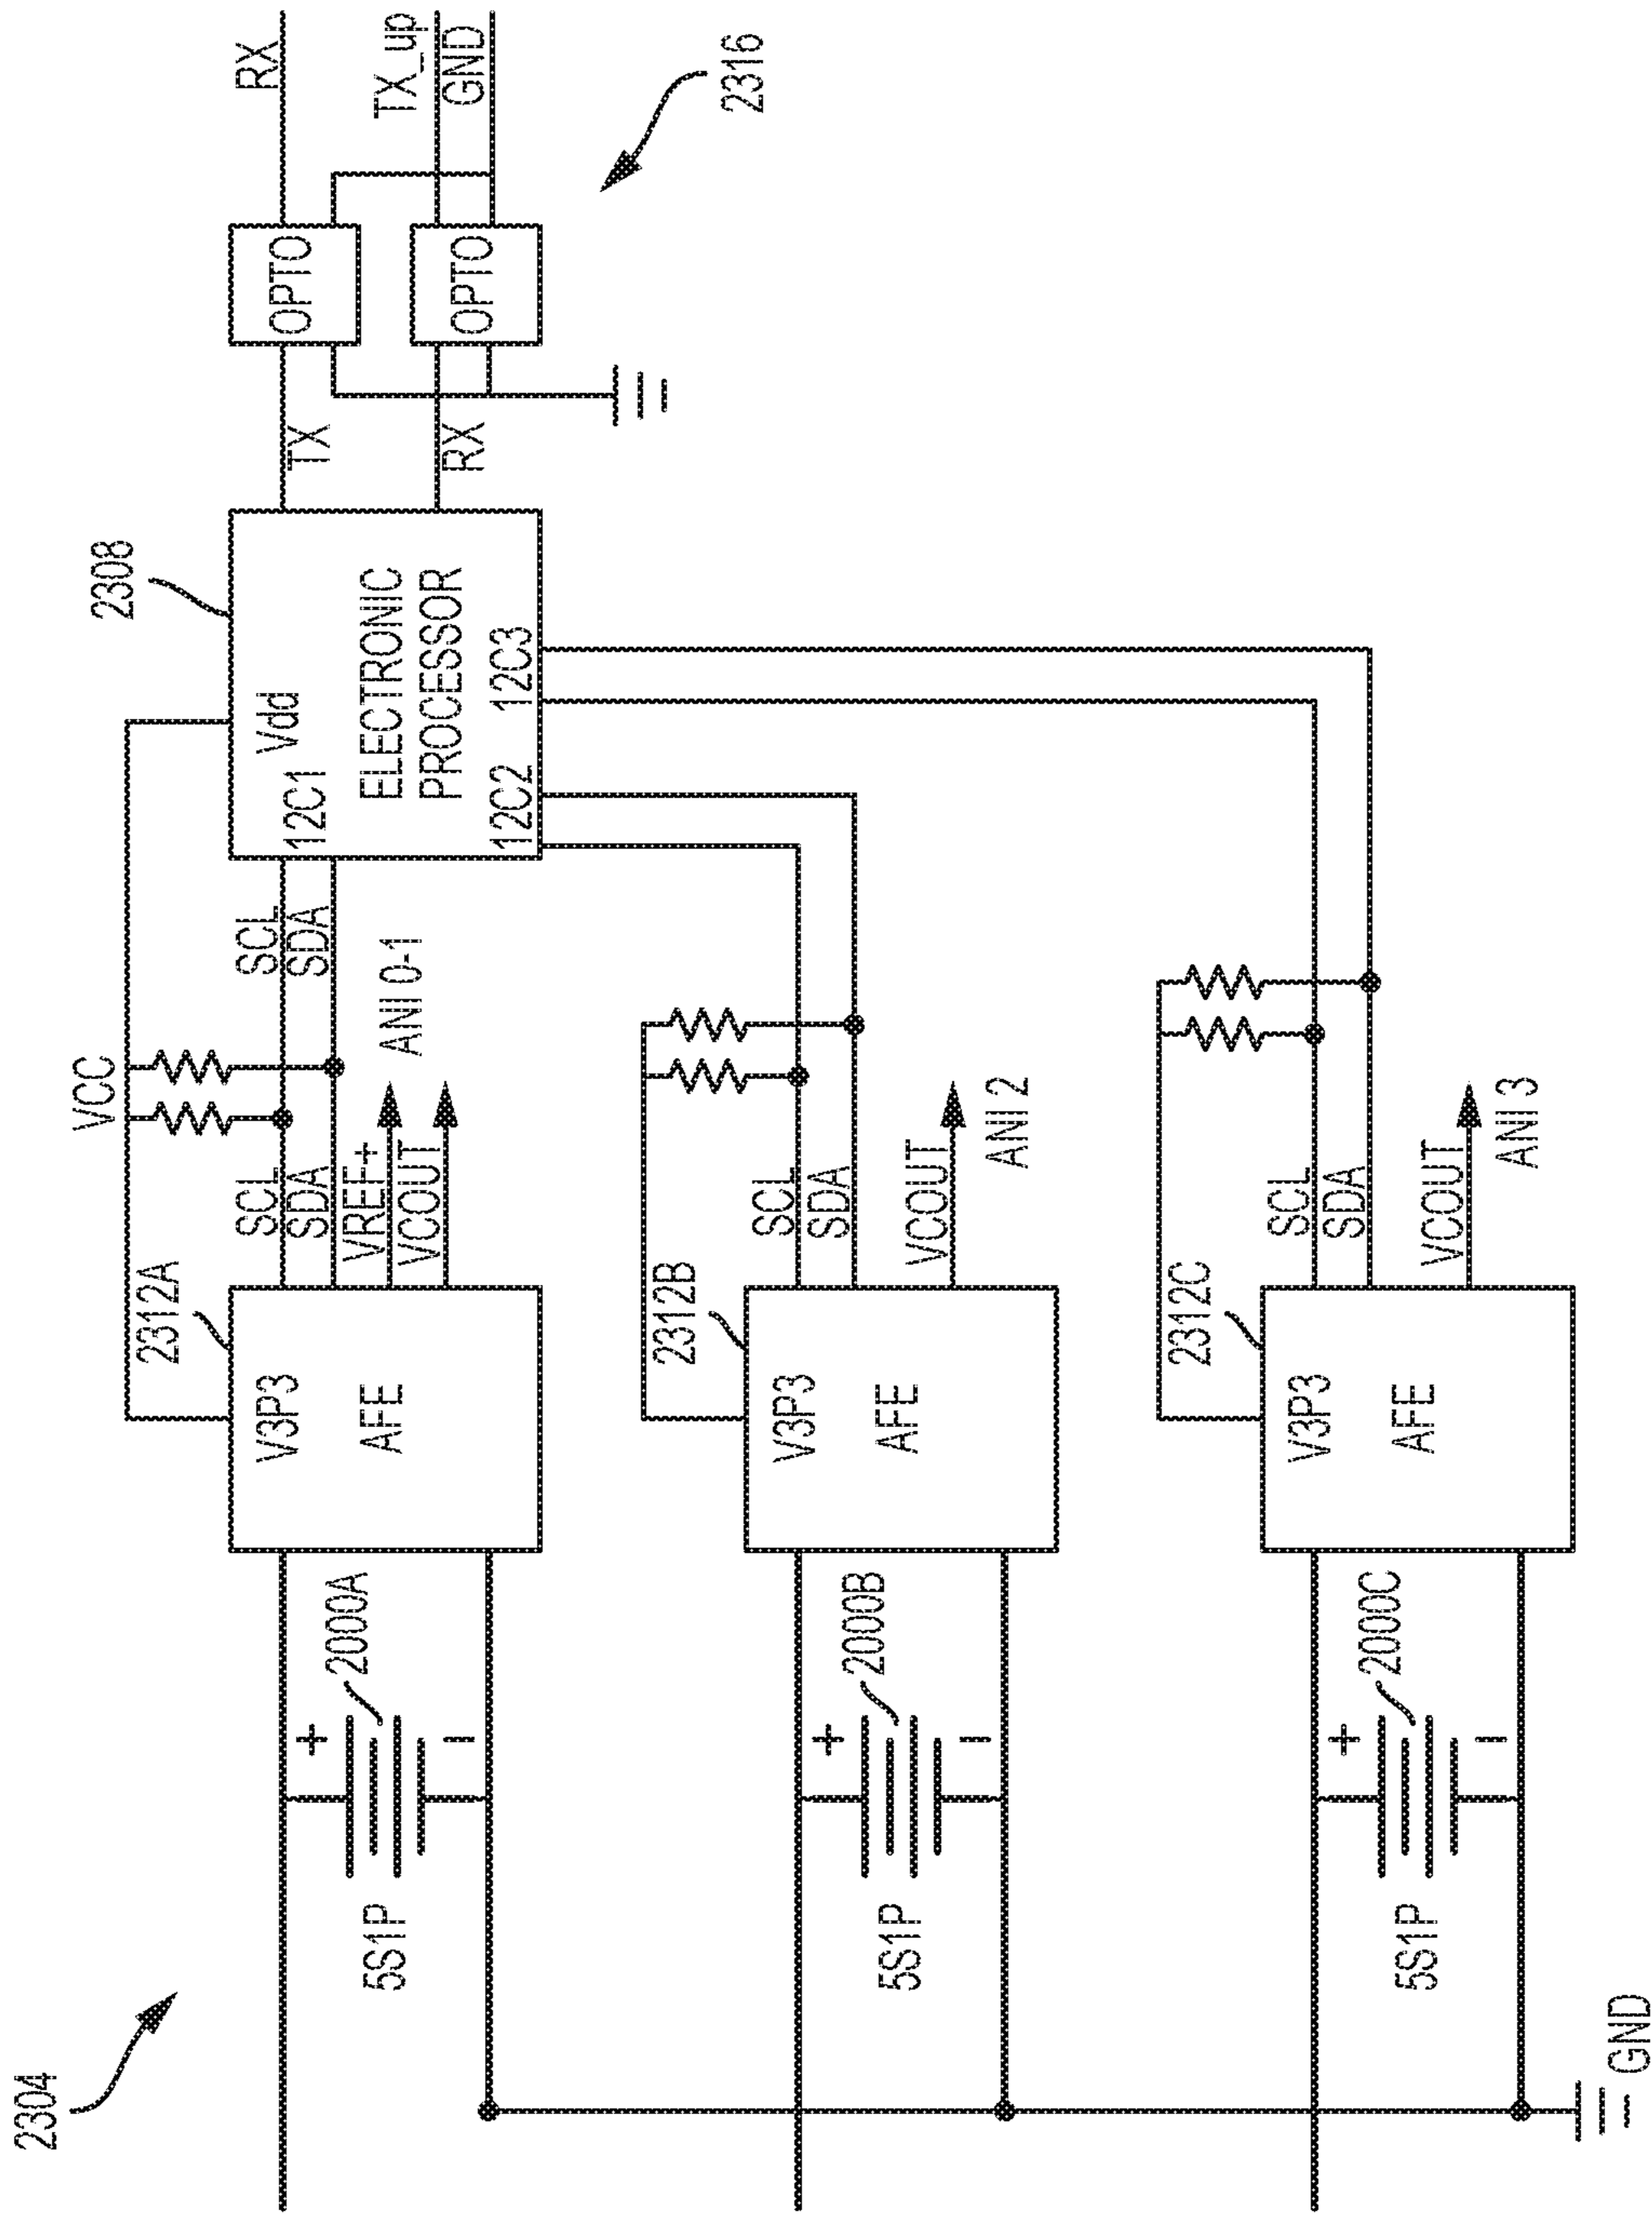 2304
VCC
2308
2312A
V3P3
AFE
SCL
SDA
VREF+
VCOUT
SCL
SDA
ANI 0-1
Vdd
12C1
ELECTRONIC
PROCESSOR
12C2
12C3
TX
RX
OPTO
OPTO
RX
TX_up
GND
2316
2000A
+
−
5S1P
2312B
V3P3
AFE
SCL
SDA
VCOUT
ANI 2
2000B
+
−
5S1P
2312C
V3P3
AFE
SCL
SDA
VCOUT
ANI 3
2000C
+
−
5S1P
GND